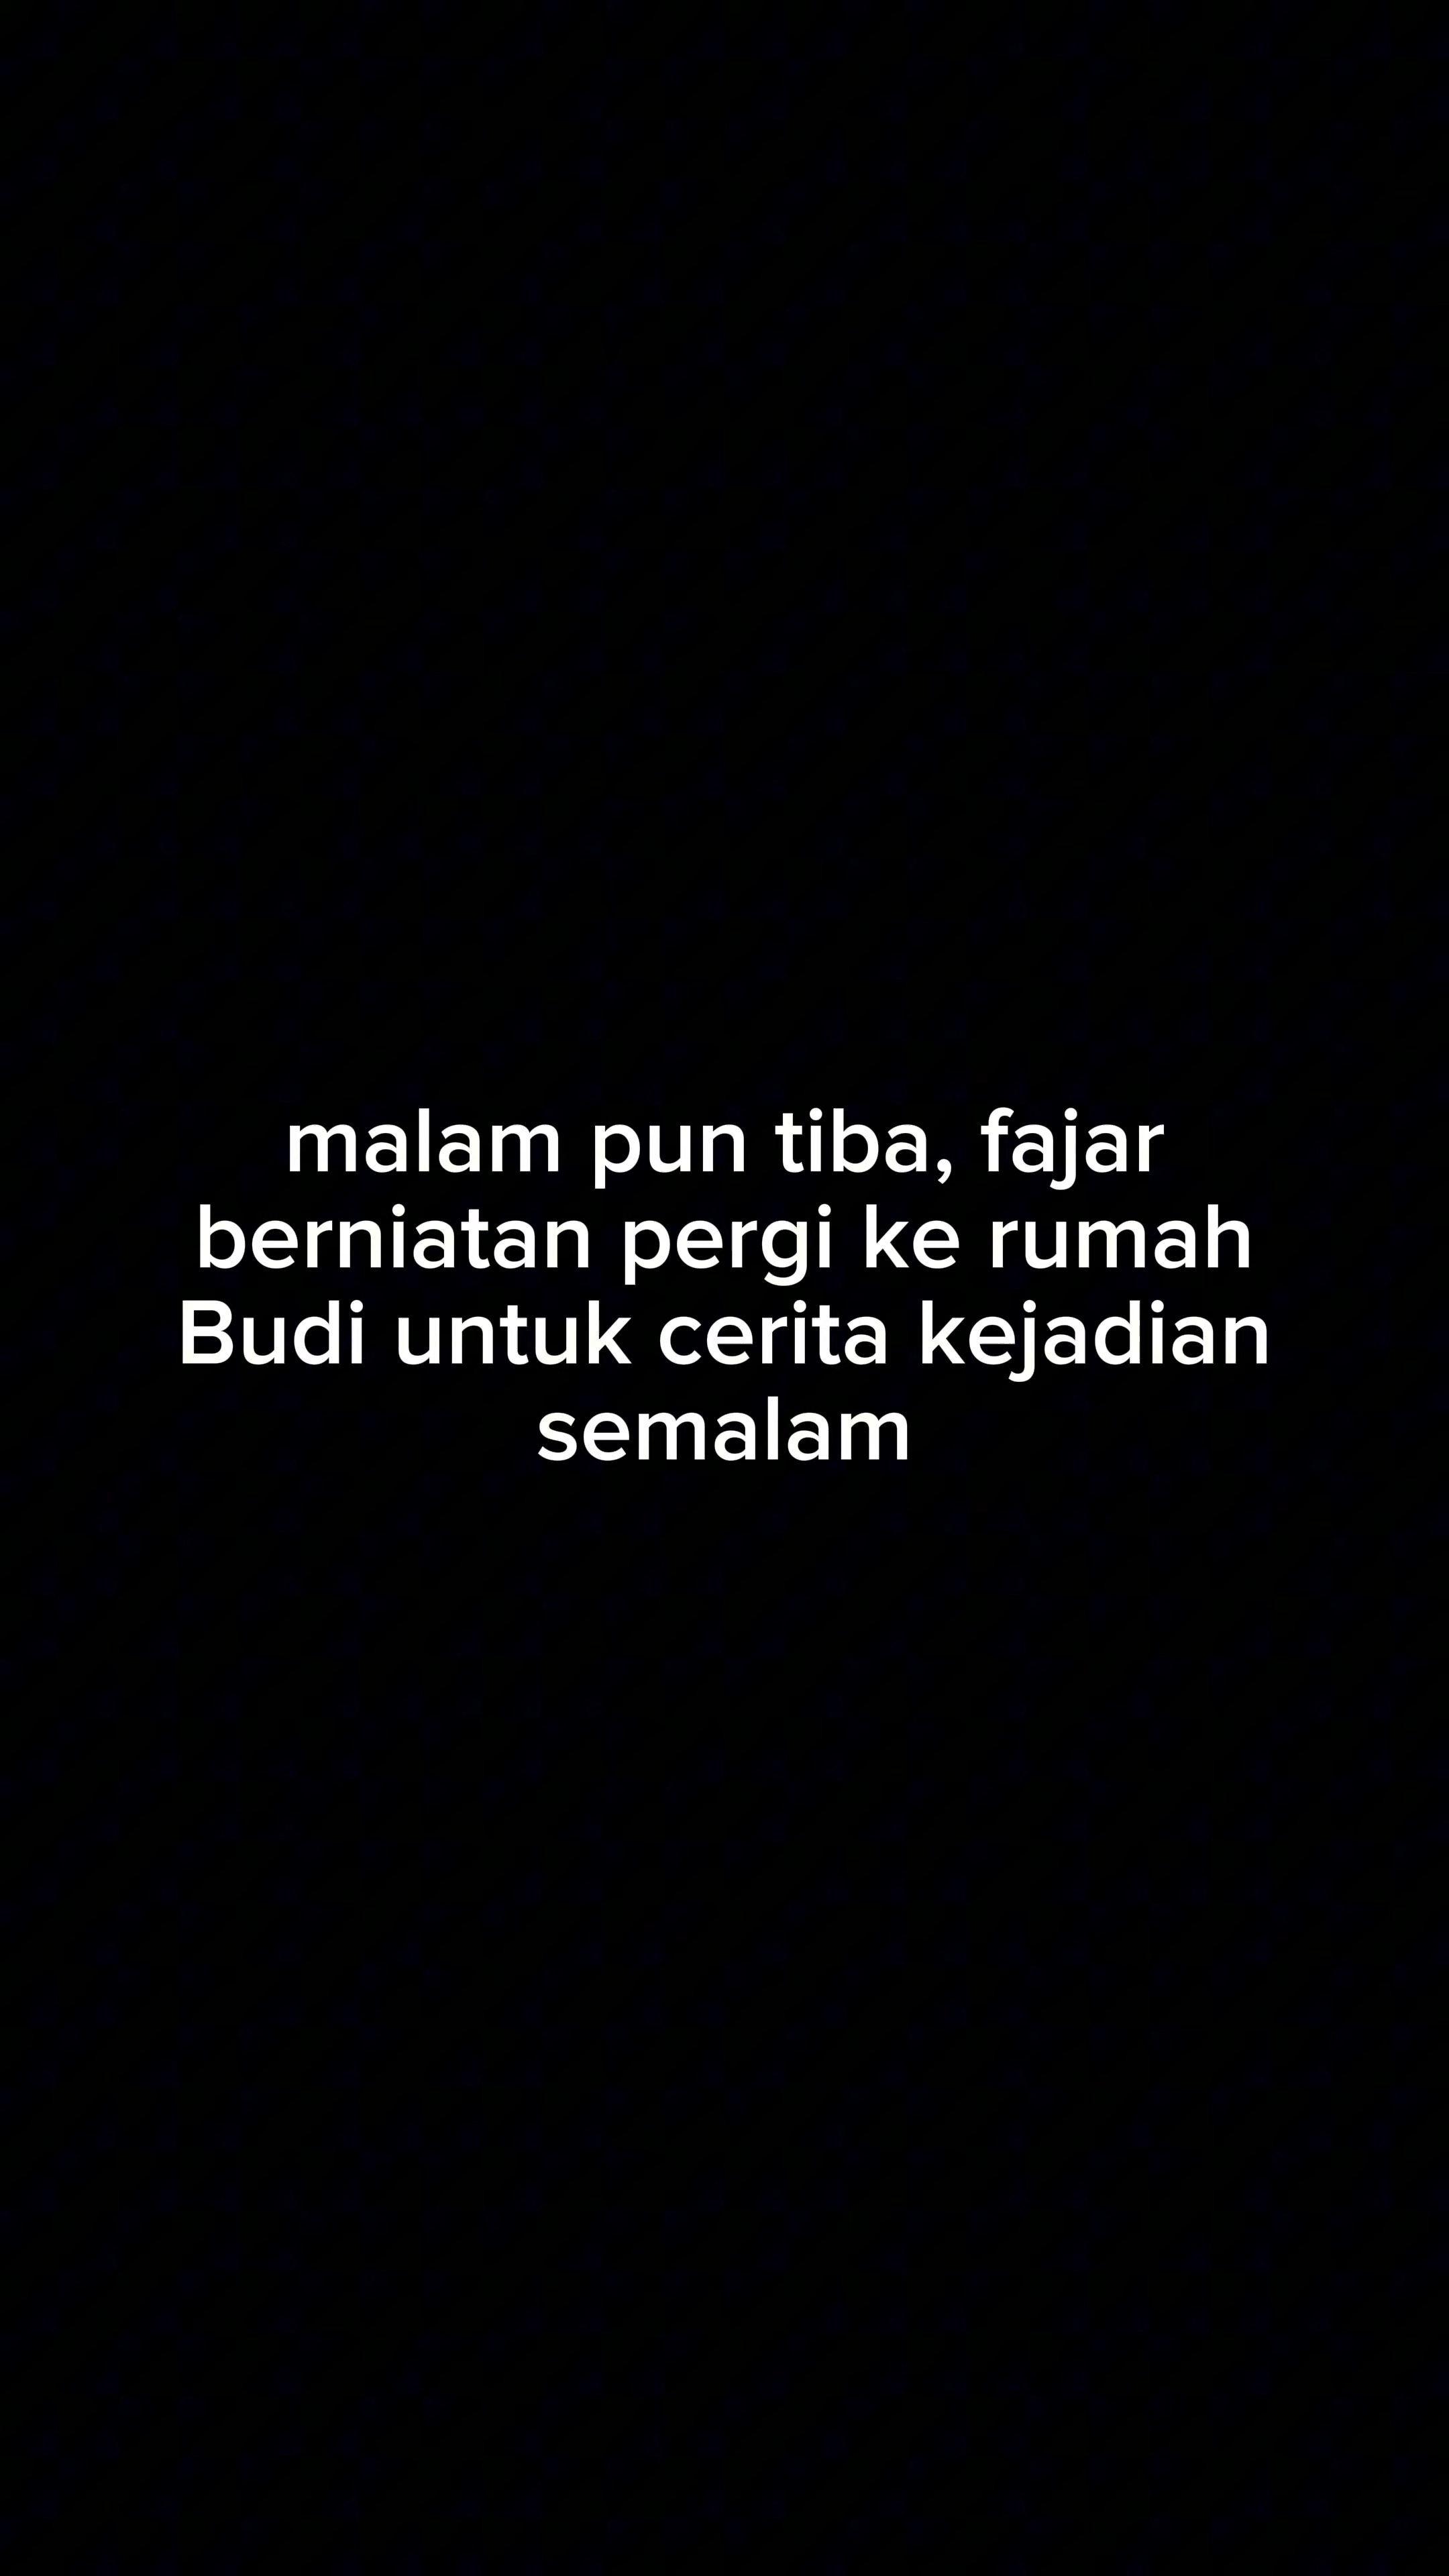 malam pun tiba, fajar
berniatan pergi ke rumah
Budi untuk cerita kejadian
semalam